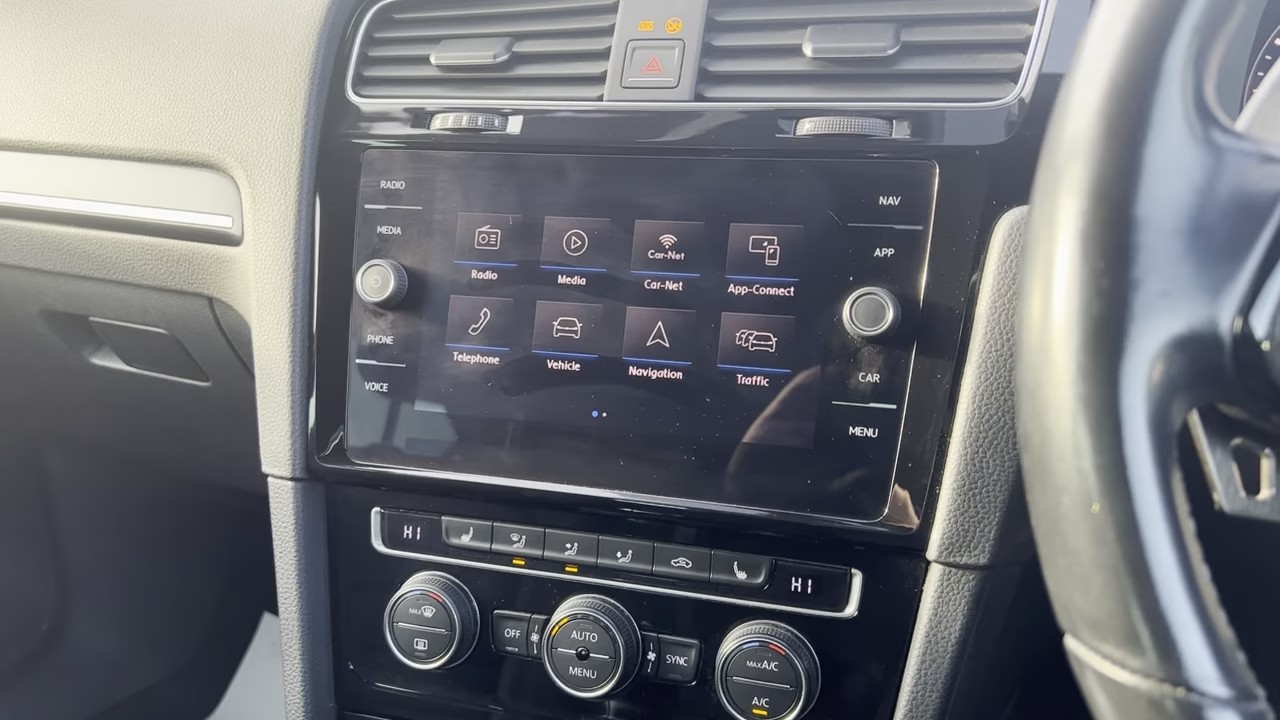 RADIO
MEDIA
PHONE
VOICE
Radio
Media
Car-Net
Car-Net
App-Connect
Telephone
Vehicle
Navigation
Traffic
NAV
APP
CAR
MENU
HI
HI
MAX
OFF
AUTO
MENU
SYNC
MAX A/C
A/C